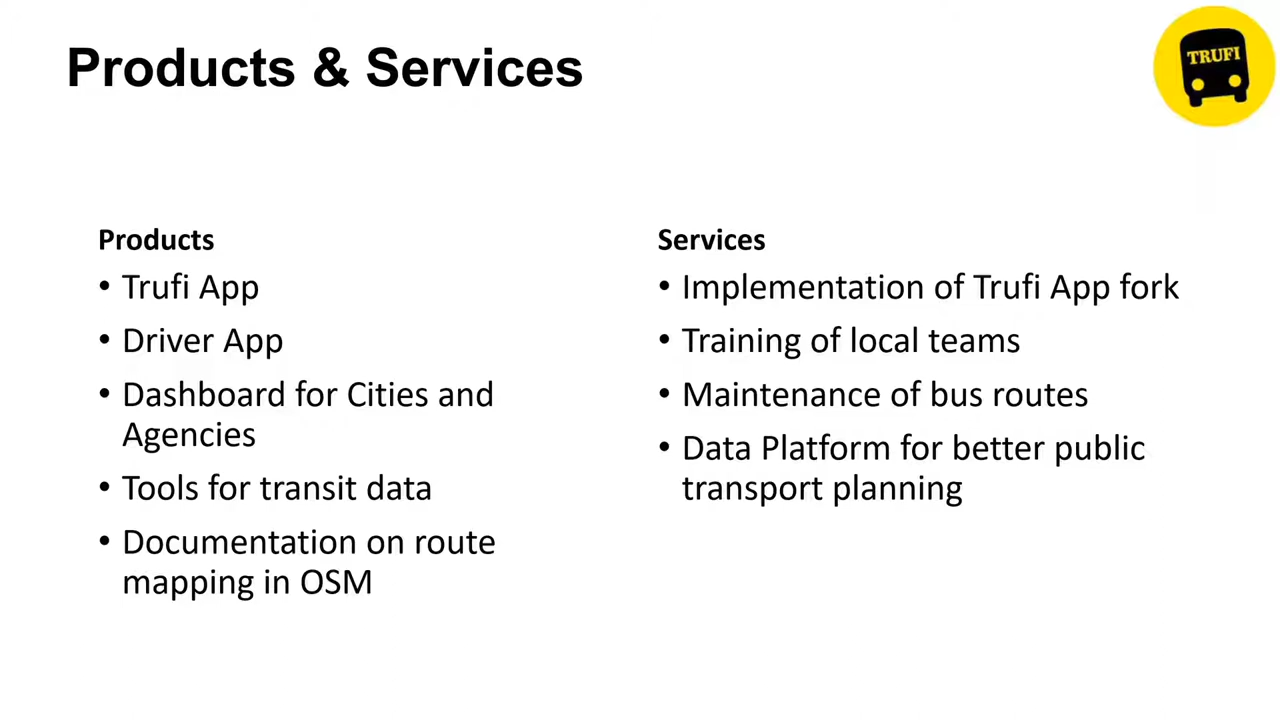 Products & Services
TRUFI
Products
• Trufi App
• Driver App
• Dashboard for Cities and
Agencies
• Tools for transit data
• Documentation on route
mapping in OSM
Services
• Implementation of Trufi App fork
• Training of local teams
• Maintenance of bus routes
• Data Platform for better public
transport planning